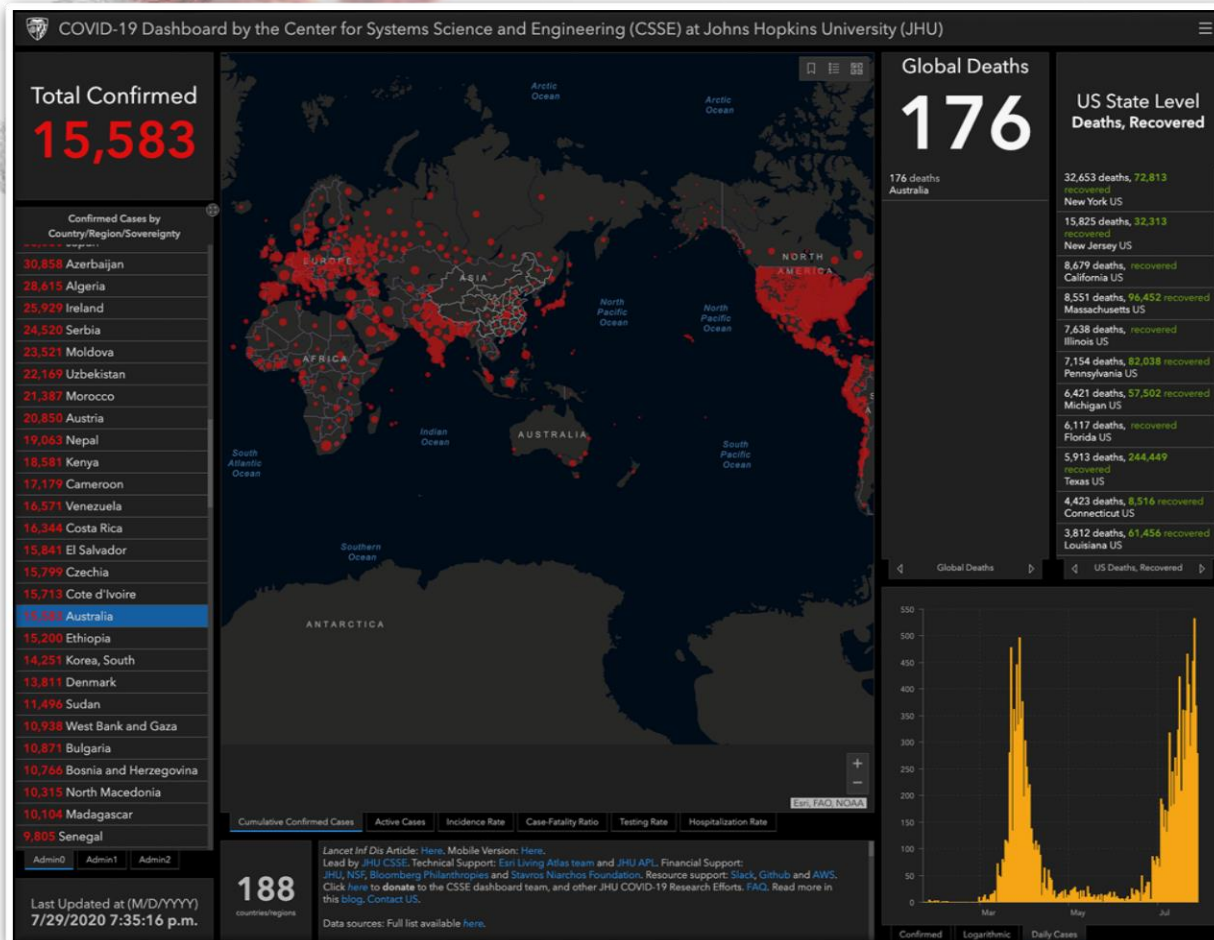 COVID-19 Dashboard by the Center for Systems Science and Engineering (CSSE) at Johns Hopkins University (JHU)
Total Confirmed
15,583
Confirmed Cases by
Country/Region/Sovereignty
30,858 Azerbaijan
28,615 Algeria
25,929 Ireland
24,520 Serbia
23,521 Moldova
22,169 Uzbekistan
21,387 Morocco
20,850 Austria
19,063 Nepal
18,581 Kenya
17,179 Cameroon
16,571 Venezuela
16,344 Costa Rica
15,841 El Salvador
15,799 Czechia
15,713 Cote d'Ivoire
15,583 Australia
15,200 Ethiopia
14,251 Korea, South
13,811 Denmark
11,496 Sudan
10,938 West Bank and Gaza
10,871 Bulgaria
10,766 Bosnia and Herzegovina
10,315 North Macedonia
10,104 Madagascar
9,805 Senegal
Admin0 Admin1 Admin2
Last Updated at (M/D/YYYY)
7/29/2020 7:35:16 p.m.
Arctic
Ocean
Arctic
Ocean
EUROPE
ASIA
NORTH
AMERICA
North
Pacific
Ocean
North
Pacific
Ocean
AFRICA
Indian
Ocean
AUSTRALIA
South
Pacific
Ocean
South
Atlantic
Ocean
Southern
Ocean
ANTARCTICA
+
−
Esri, FAO, NOAA
Cumulative Confirmed Cases Active Cases Incidence Rate Case-Fatality Ratio Testing Rate Hospitalization Rate
188
countries/regions
Lancet Inf Dis Article: Here. Mobile Version: Here.
Lead by JHU CSSE. Technical Support: Esri Living Atlas team and JHU APL. Financial Support:
JHU, NSF, Bloomberg Philanthropies and Stavros Niarchos Foundation. Resource support: Slack, Github and AWS.
Click here to donate to the CSSE dashboard team, and other JHU COVID-19 Research Efforts. FAQ. Read more in
this blog. Contact US.
Data sources: Full list available here.
Global Deaths
176
176 deaths
Australia
Global Deaths
US State Level
Deaths, Recovered
32,653 deaths, 72,813
recovered
New York US
15,825 deaths, 32,313
recovered
New Jersey US
8,679 deaths, recovered
California US
8,551 deaths, 96,452 recovered
Massachusetts US
7,638 deaths, recovered
Illinois US
7,154 deaths, 82,038 recovered
Pennsylvania US
6,421 deaths, 57,502 recovered
Michigan US
6,117 deaths, recovered
Florida US
5,913 deaths, 244,449
recovered
Texas US
4,423 deaths, 8,516 recovered
Connecticut US
3,812 deaths, 61,456 recovered
Louisiana US
US Deaths, Recovered
550
500
450
400
350
300
250
200
150
100
50
0
Mar May Jul
Confirmed Logarithmic Daily Cases